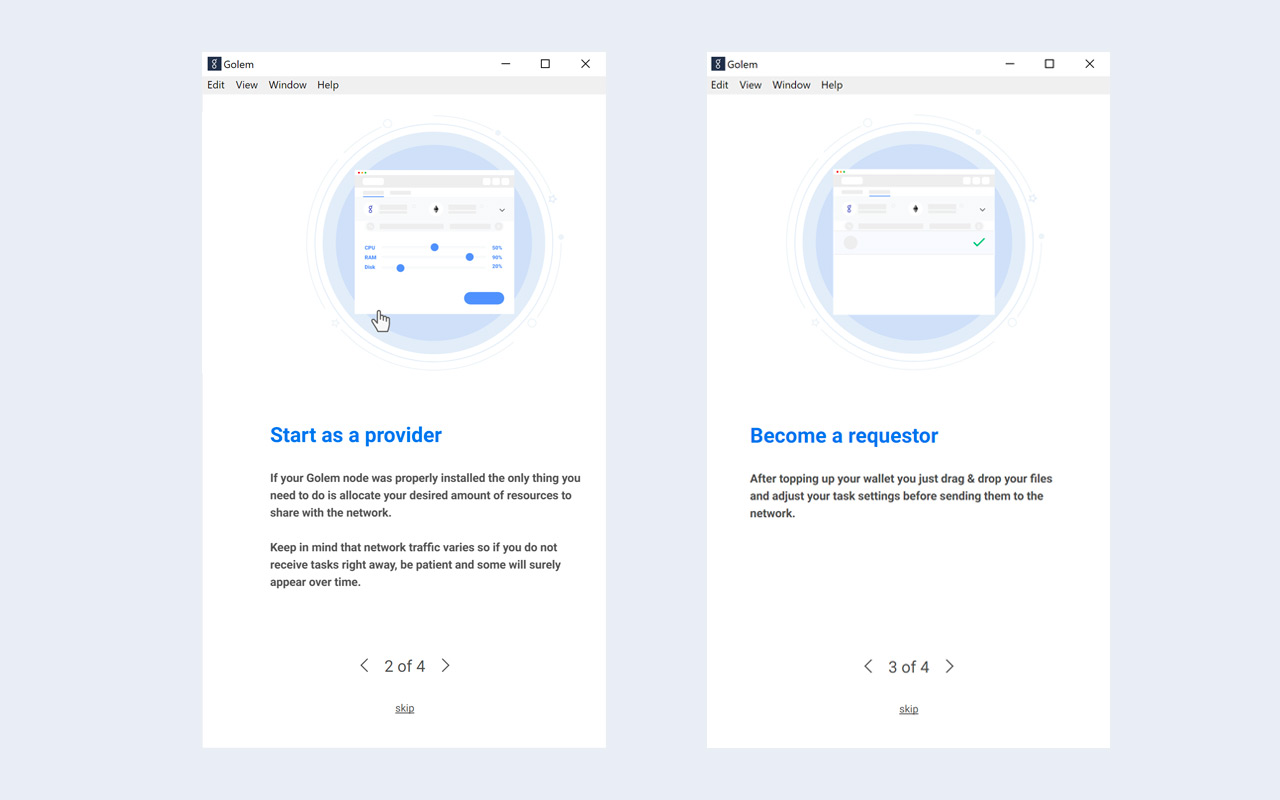 Golem
Edit View Window Help
CPU 50%
RAM 90%
Disk 20%
Start as a provider
If your Golem node was properly installed the only thing you
need to do is allocate your desired amount of resources to
share with the network.
Keep in mind that network traffic varies so if you do not
receive tasks right away, be patient and some will surely
appear over time.
2 of 4
skip
Golem
Edit View Window Help
Become a requestor
After topping up your wallet you just drag & drop your files
and adjust your task settings before sending them to the
network.
3 of 4
skip